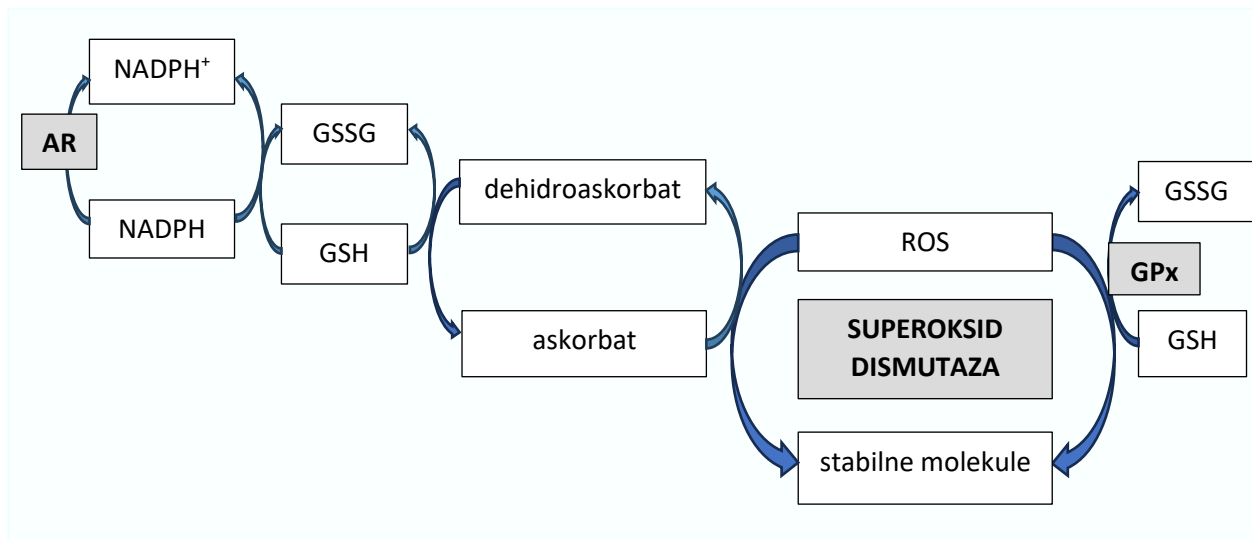 NADPH⁺
AR
NADPH
GSSG
GSH
dehidroaskorbat
askorbat
ROS
SUPEROKSID
DISMUTAZA
stabilne molekule
GSSG
GPx
GSH